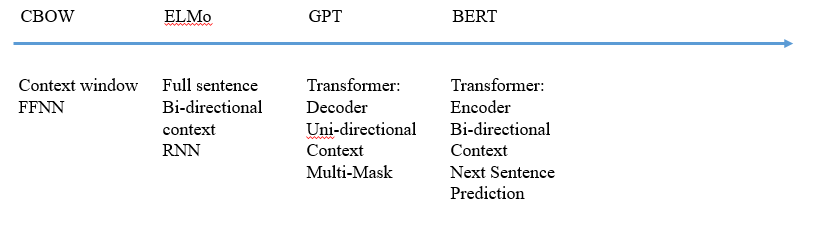 CBOW
ELMo
GPT
BERT
Context window
FFNN
Full sentence
Bi-directional
context
RNN
Transformer:
Decoder
Uni-directional
Context
Multi-Mask
Transformer:
Encoder
Bi-directional
Context
Next Sentence
Prediction